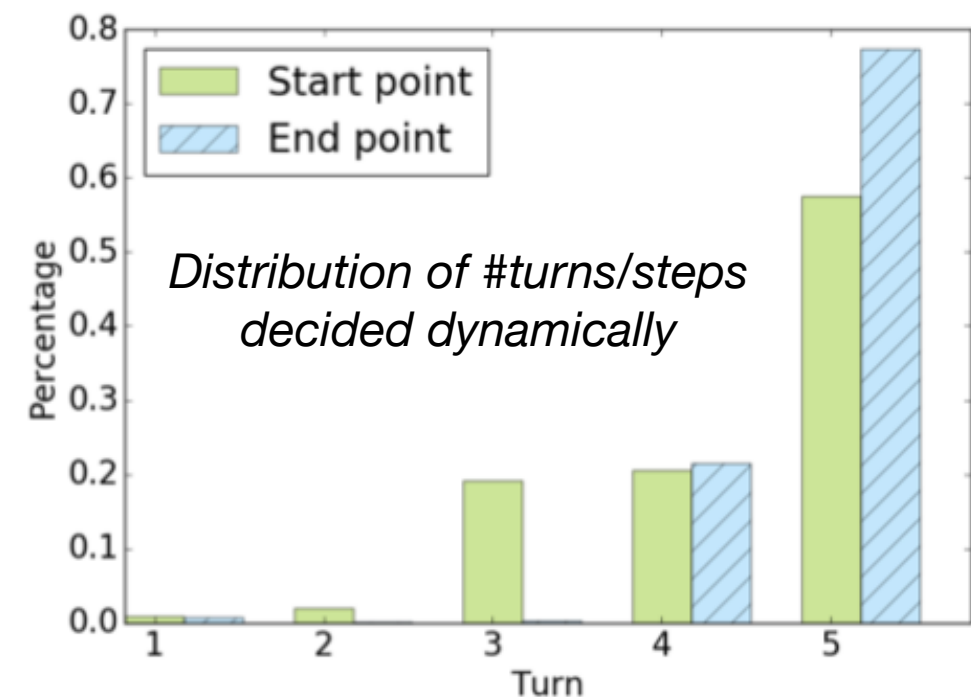 0.8
0.7
0.6
0.5
0.4
0.3
0.2
0.1
0.0
Percentage
Start point
End point
Distribution of #turns/steps
decided dynamically
1 2 3 4 5
Turn